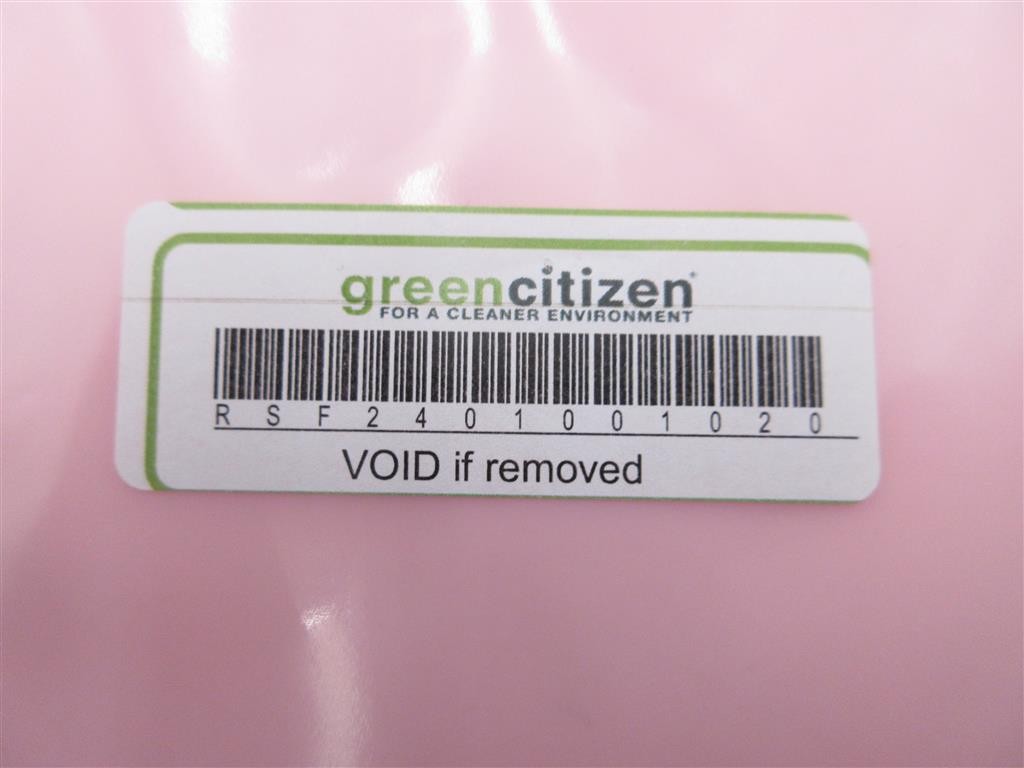 greencitizen
FOR A CLEANER ENVIRONMENT
RSF2401001020
VOID if removed